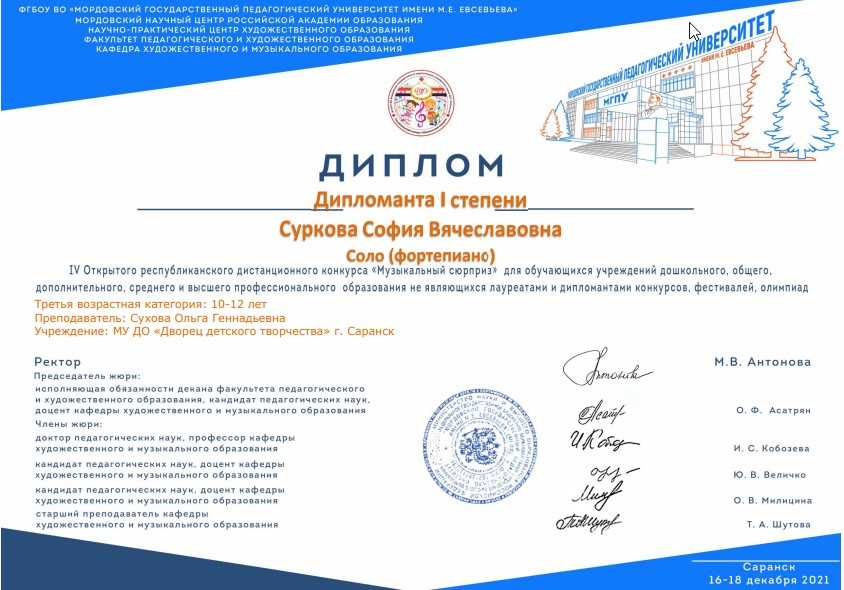 ФГБОУ ВО «МОРДОВСКИЙ ГОСУДАРСТВЕННЫЙ ПЕДАГОГИЧЕСКИЙ УНИВЕРСИТЕТ ИМЕНИ М.Е. ЕВСЕВЬЕВА»
МОРДОВСКИЙ НАУЧНЫЙ ЦЕНТР РОССИЙСКОЙ АКАДЕМИИ ОБРАЗОВАНИЯ
НАУЧНО-ПРАКТИЧЕСКИЙ ЦЕНТР ХУДОЖЕСТВЕННОГО ОБРАЗОВАНИЯ
ФАКУЛЬТЕТ ПЕДАГОГИЧЕСКОГО И ХУДОЖЕСТВЕННОГО ОБРАЗОВАНИЯ
КАФЕДРА ХУДОЖЕСТВЕННОГО И МУЗЫКАЛЬНОГО ОБРАЗОВАНИЯ
МОРДОВСКИЙ ГОСУДАРСТВЕННЫЙ ПЕДАГОГИЧЕСКИЙ УНИВЕРСИТЕТ
ИМЕНИ М. Е. ЕВСЕВЬЕВА
МГПУ
ДИПЛОМ
Дипломанта I степени
Суркова София Вячеславовна
Соло (фортепиано)
IV Открытого республиканского дистанционного конкурса «Музыкальный сюрприз» для обучающихся учреждений дошкольного, общего,
дополнительного, среднего и высшего профессионального образования не являющихся лауреатами и дипломантами конкурсов, фестивалей, олимпиад
Третья возрастная категория: 10-12 лет
Преподаватель: Сухова Ольга Геннадьевна
Учреждение: МУ ДО «Дворец детского творчества» г. Саранск
Ректор М.В. Антонова
Председатель жюри:
исполняющая обязанности декана факультета педагогического
и художественного образования, кандидат педагогических наук,
доцент кафедры художественного и музыкального образования О. Ф. Асатрян
Члены жюри:
доктор педагогических наук, профессор кафедры
художественного и музыкального образования И. С. Кобозева
кандидат педагогических наук, доцент кафедры
художественного и музыкального образования Ю. В. Величко
кандидат педагогических наук, доцент кафедры
художественного и музыкального образования О. В. Милицина
старший преподаватель кафедры
художественного и музыкального образования Т. А. Шутова
Саранск
16-18 декабря 2021